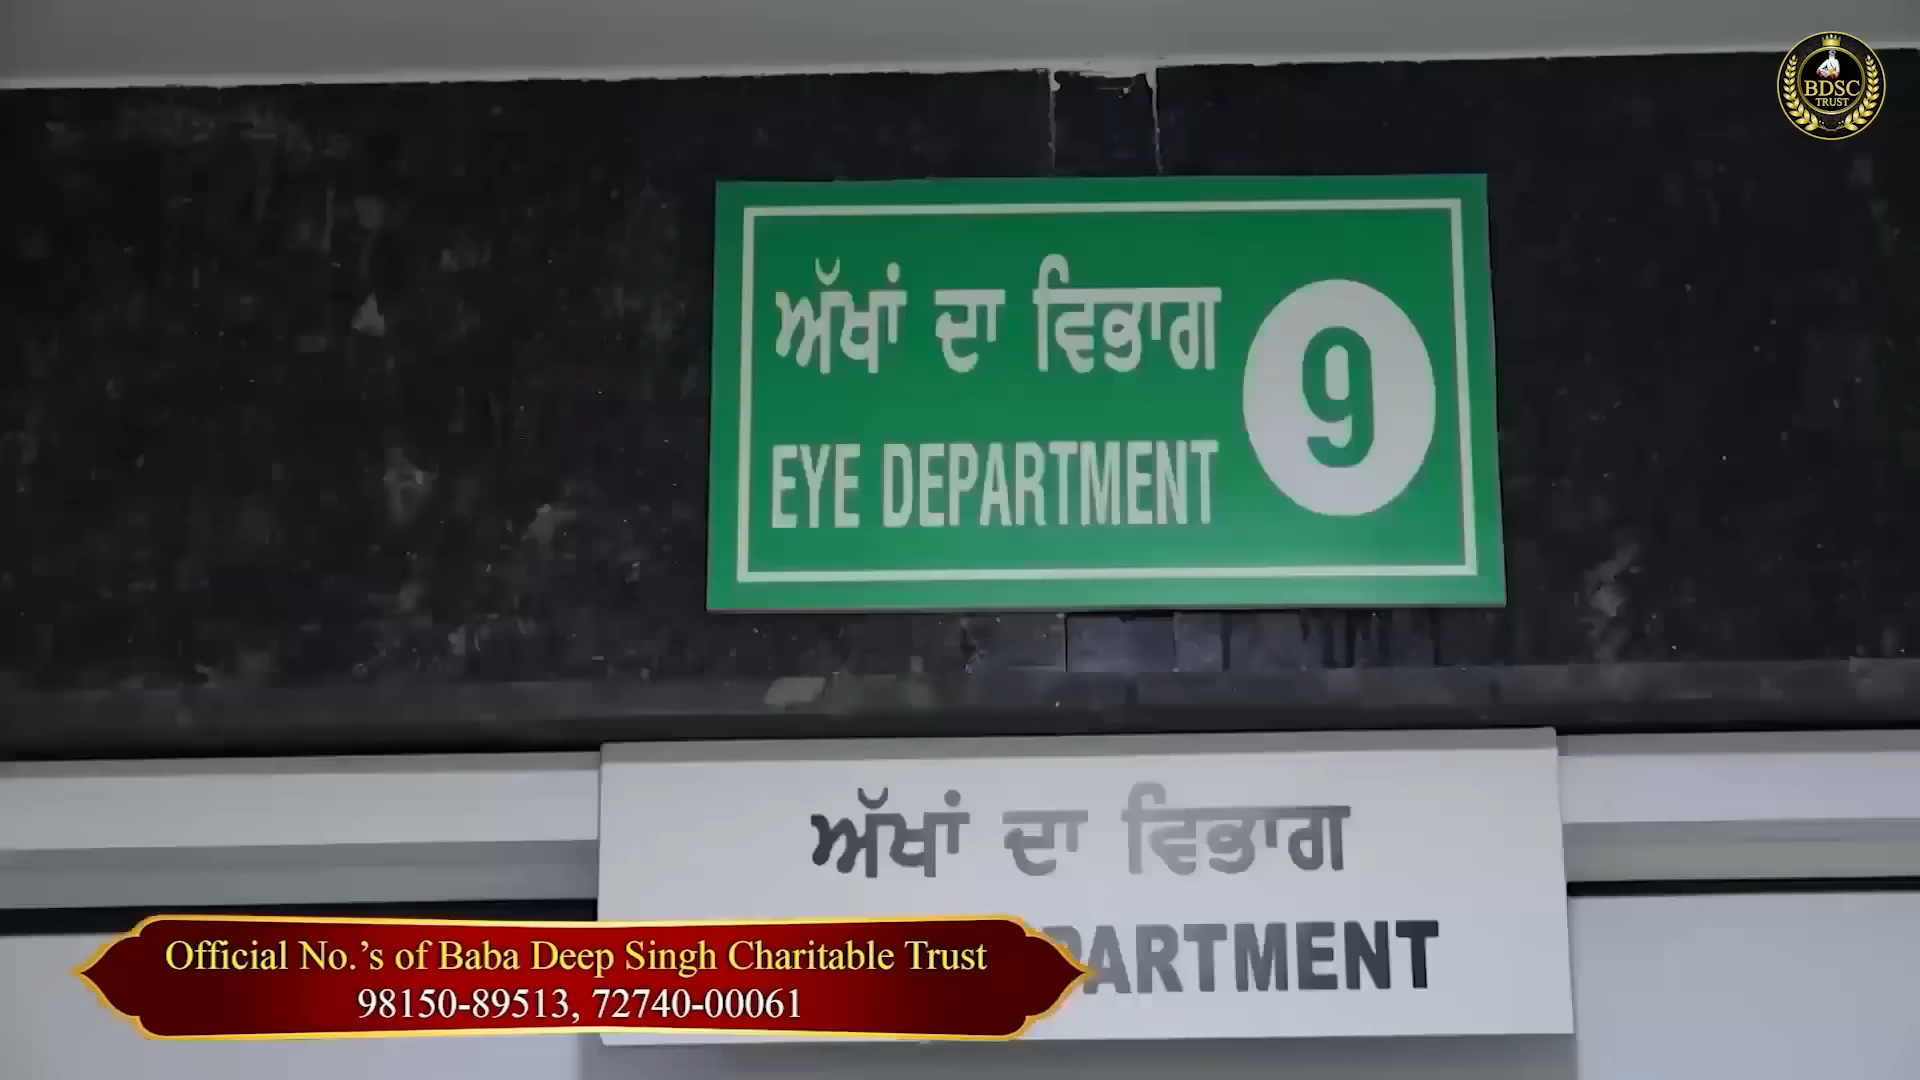 BDSC
TRUST
ਅੱਖਾਂ ਦਾ ਵਿਭਾਗ
EYE DEPARTMENT
9
ਅੱਖਾਂ ਦਾ ਵਿਭਾਗ
PARTMENT
Official No.'s of Baba Deep Singh Charitable Trust
98150-89513, 72740-00061